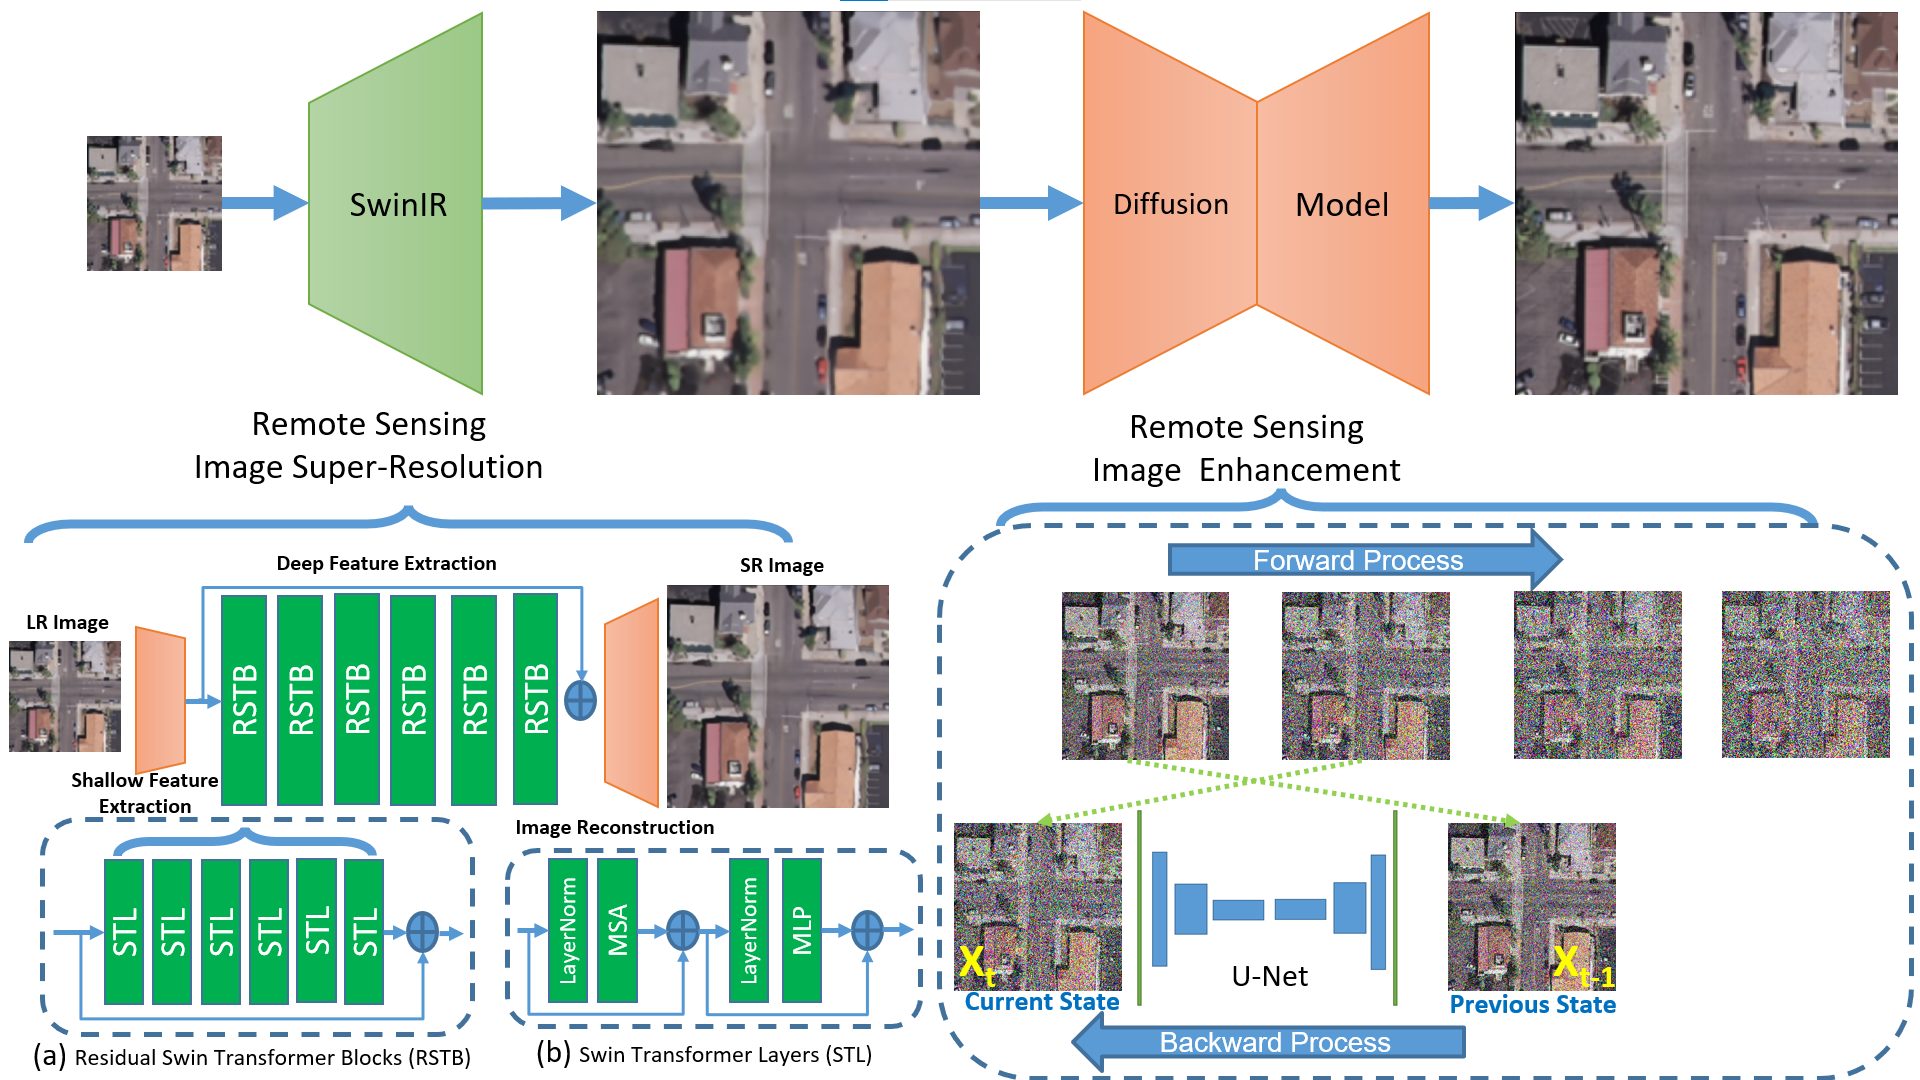 SwinIR
Diffusion
Model
Remote Sensing
Image Super-Resolution
Remote Sensing
Image Enhancement
Deep Feature Extraction
SR Image
LR Image
RSTB
RSTB
RSTB
RSTB
RSTB
RSTB
Shallow Feature
Extraction
Image Reconstruction
STL
STL
STL
STL
STL
STL
LayerNorm
MSA
LayerNorm
MLP
(a) Residual Swin Transformer Blocks (RSTB)
(b) Swin Transformer Layers (STL)
Forward Process
Xt
Current State
U-Net
Xt-1
Previous State
Backward Process